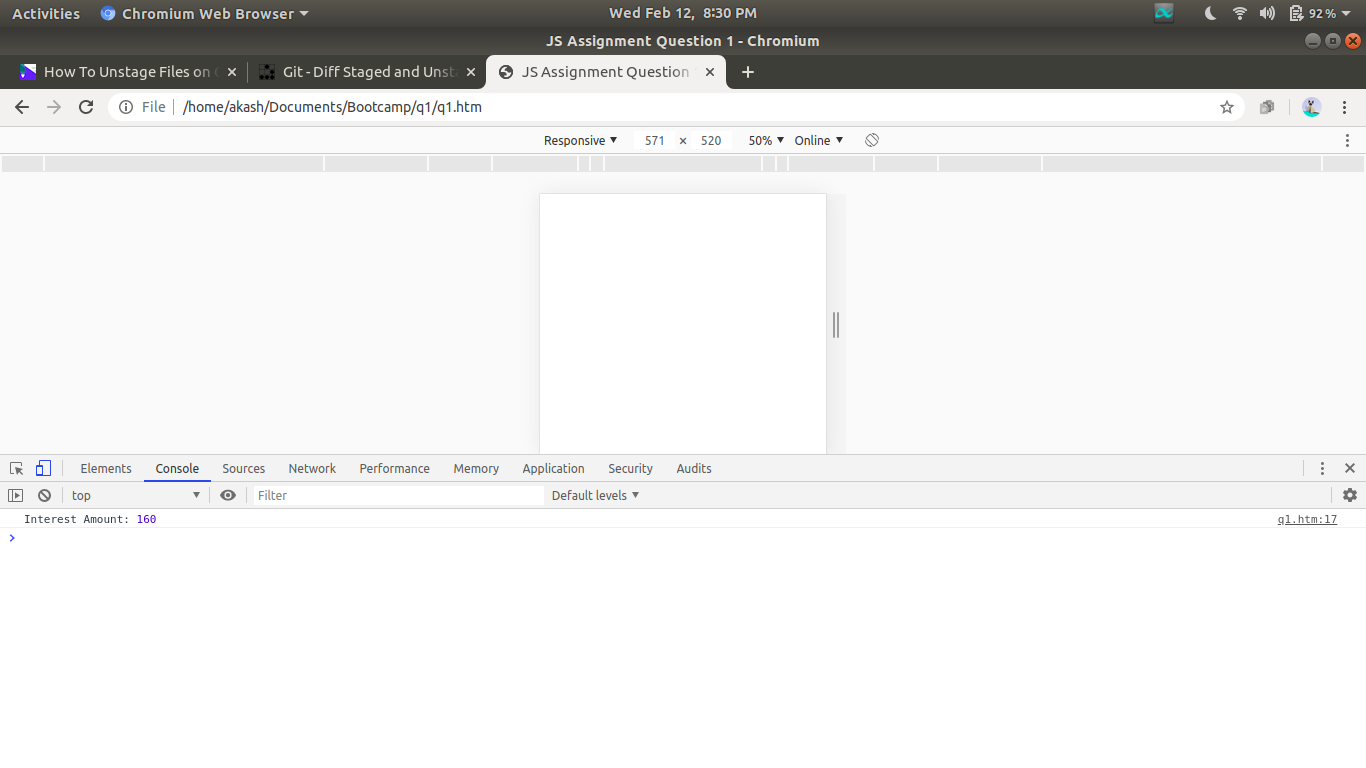 Activities Chromium Web Browser Wed Feb 12, 8:30 PM 92%
JS Assignment Question 1 - Chromium
How To Unstage Files on Git - Diff Staged and Unst JS Assignment Question
File /home/akash/Documents/Bootcamp/q1/q1.htm
Responsive 571 × 520 50% Online
Elements Console Sources Network Performance Memory Application Security Audits
top Filter Default levels
Interest Amount: 160 q1.htm:17
>